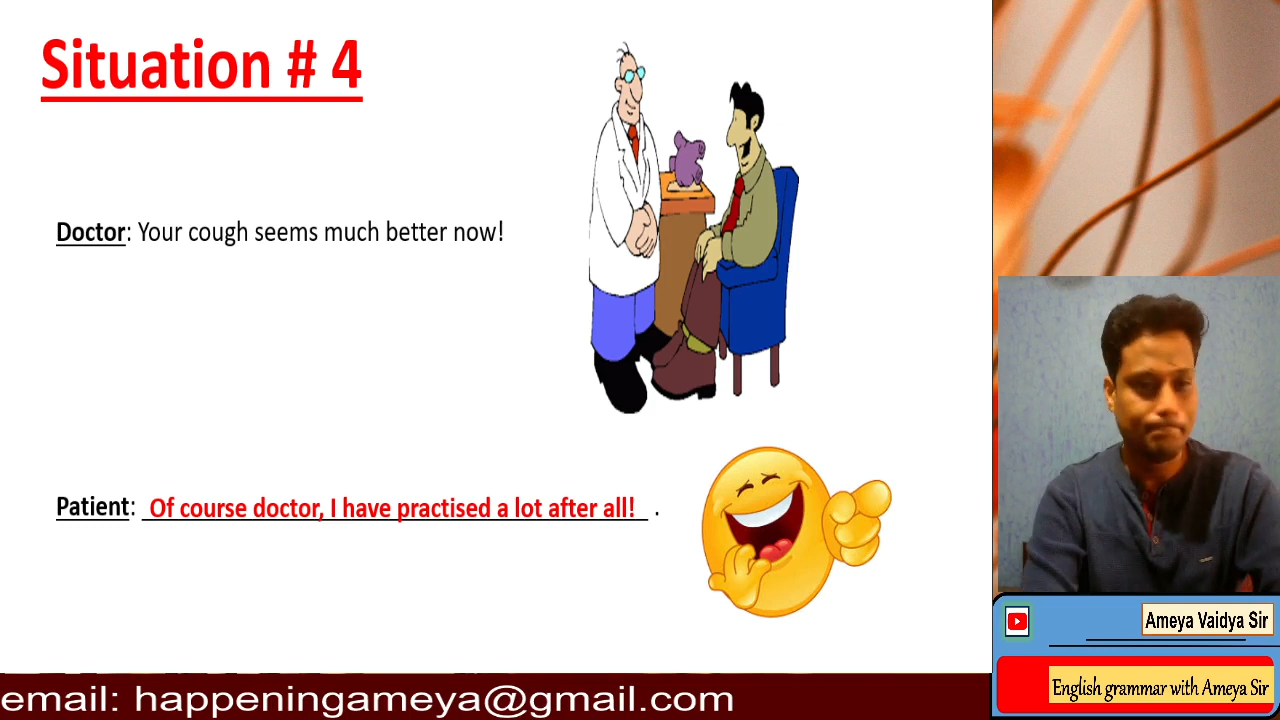 Situation # 4
Doctor: Your cough seems much better now!
Patient: Of course doctor, I have practised a lot after all! .
Ameya Vaidya Sir
English grammar with Ameya Sir
email: happeningameya@gmail.com